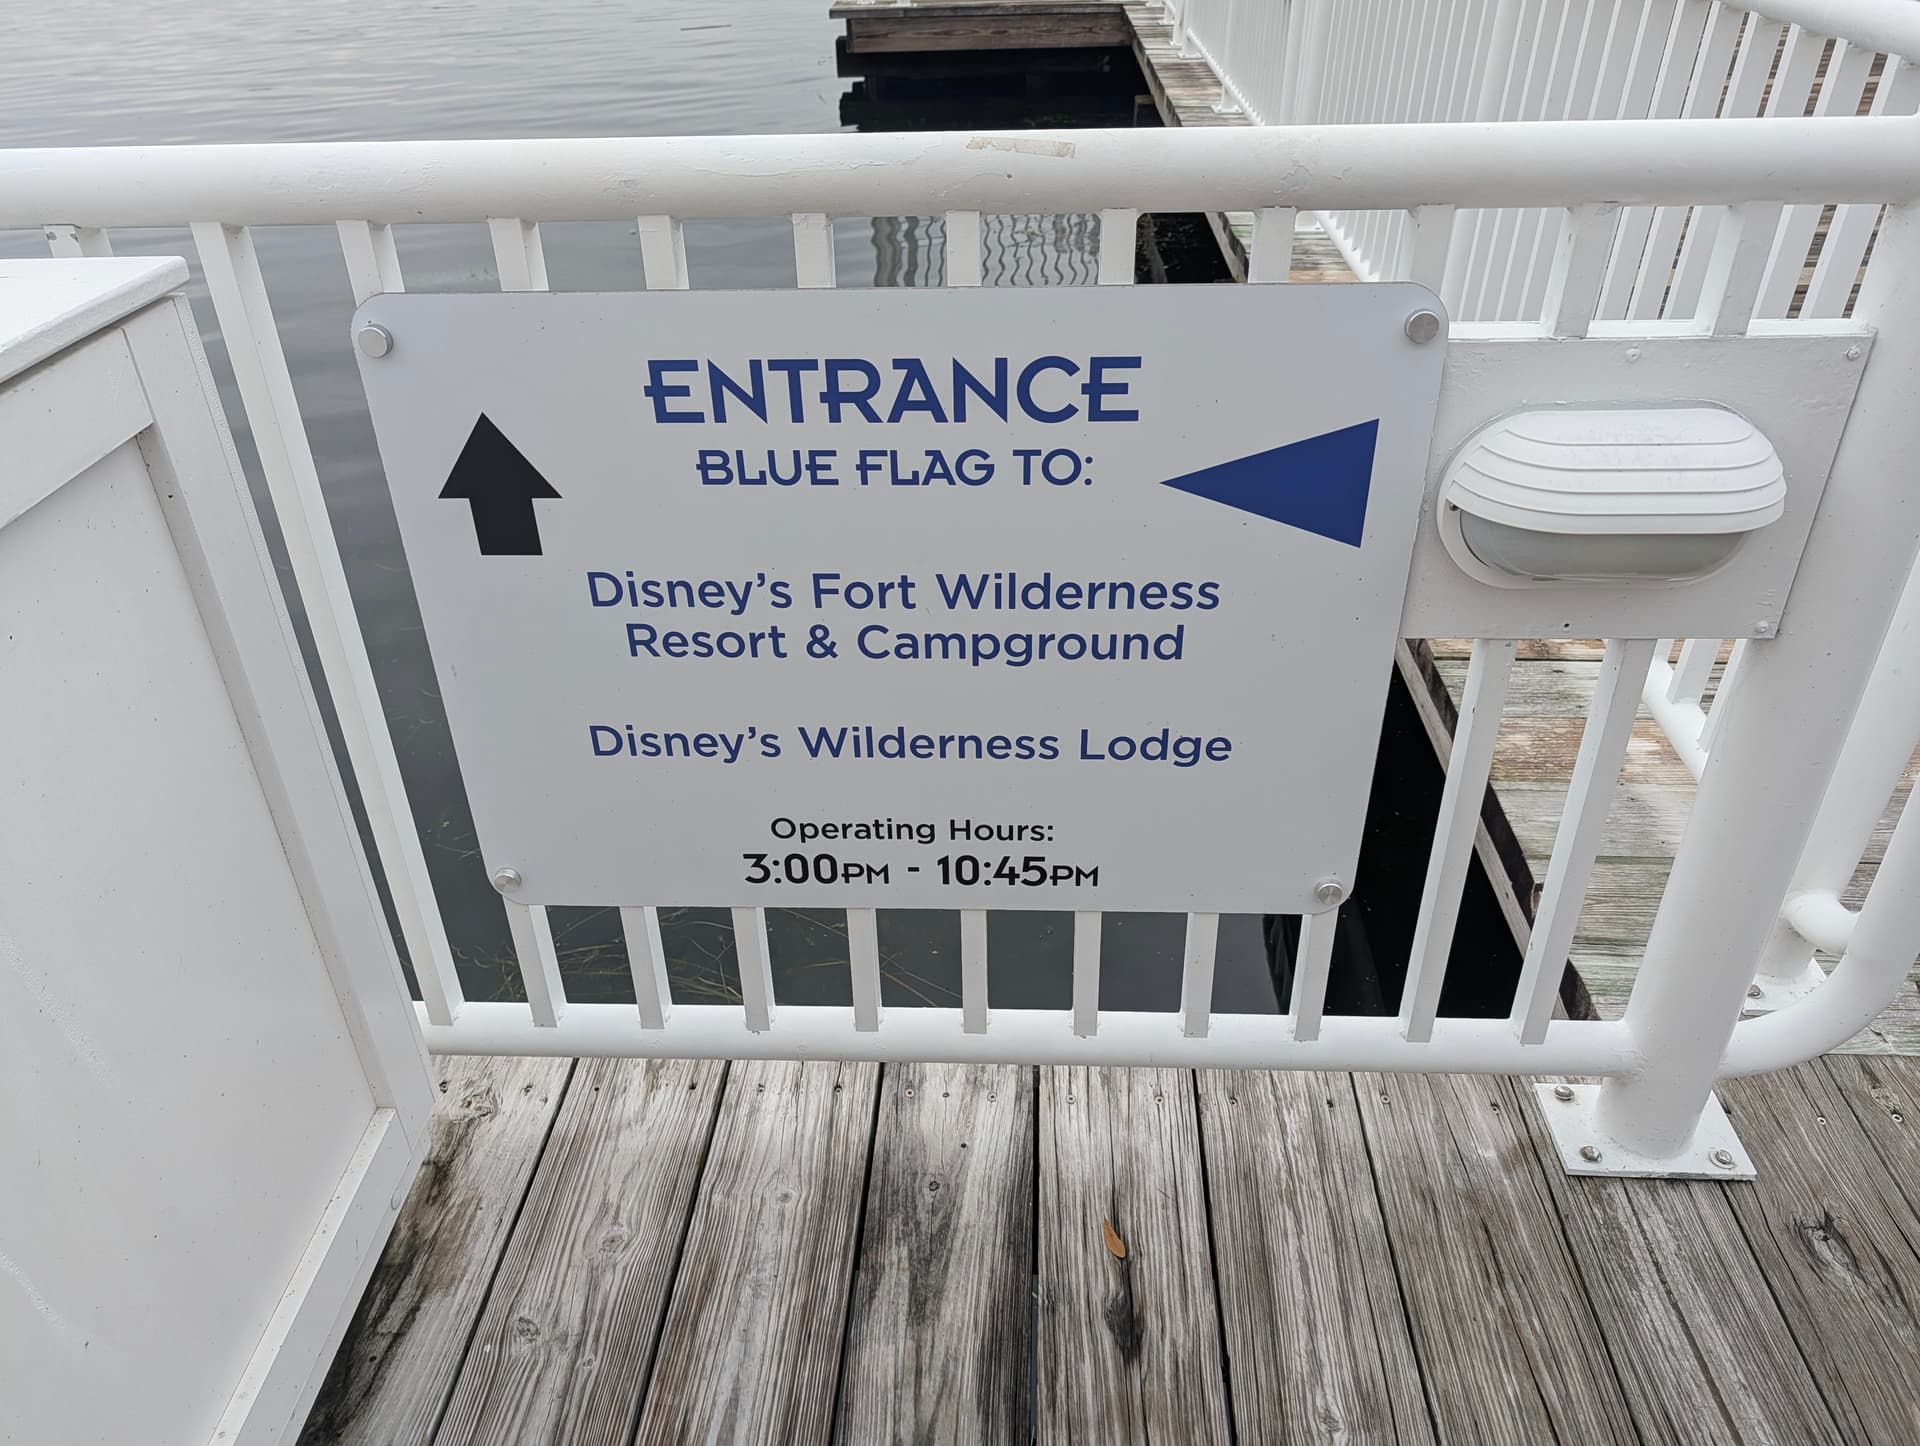 ENTRANCE
BLUE FLAG TO:
Disney's Fort Wilderness
Resort & Campground
Disney's Wilderness Lodge
Operating Hours:
3:00PM - 10:45PM